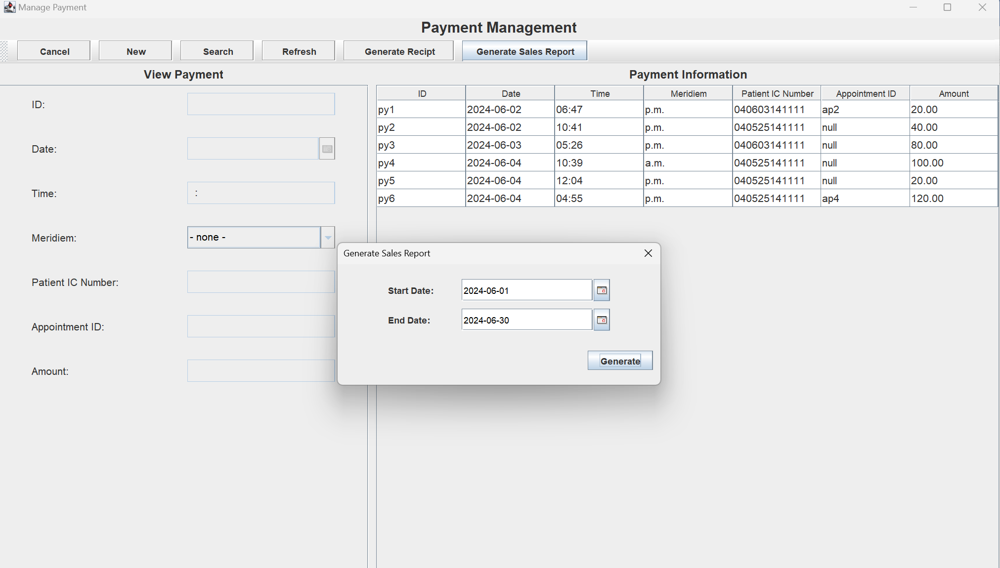 Manage Payment
Payment Management
Cancel New Search Refresh Generate Recipt Generate Sales Report
View Payment
ID:
Date:
Time: :
Meridiem: - none -
Patient IC Number:
Appointment ID:
Amount:
Payment Information
ID Date Time Meridiem Patient IC Number Appointment ID Amount
py1 2024-06-02 06:47 p.m. 040603141111 ap2 20.00
py2 2024-06-02 10:41 p.m. 040525141111 null 40.00
py3 2024-06-03 05:26 p.m. 040603141111 null 80.00
py4 2024-06-04 10:39 a.m. 040525141111 null 100.00
py5 2024-06-04 12:04 p.m. 040525141111 null 20.00
py6 2024-06-04 04:55 p.m. 040525141111 ap4 120.00
Generate Sales Report
Start Date: 2024-06-01
End Date: 2024-06-30
Generate